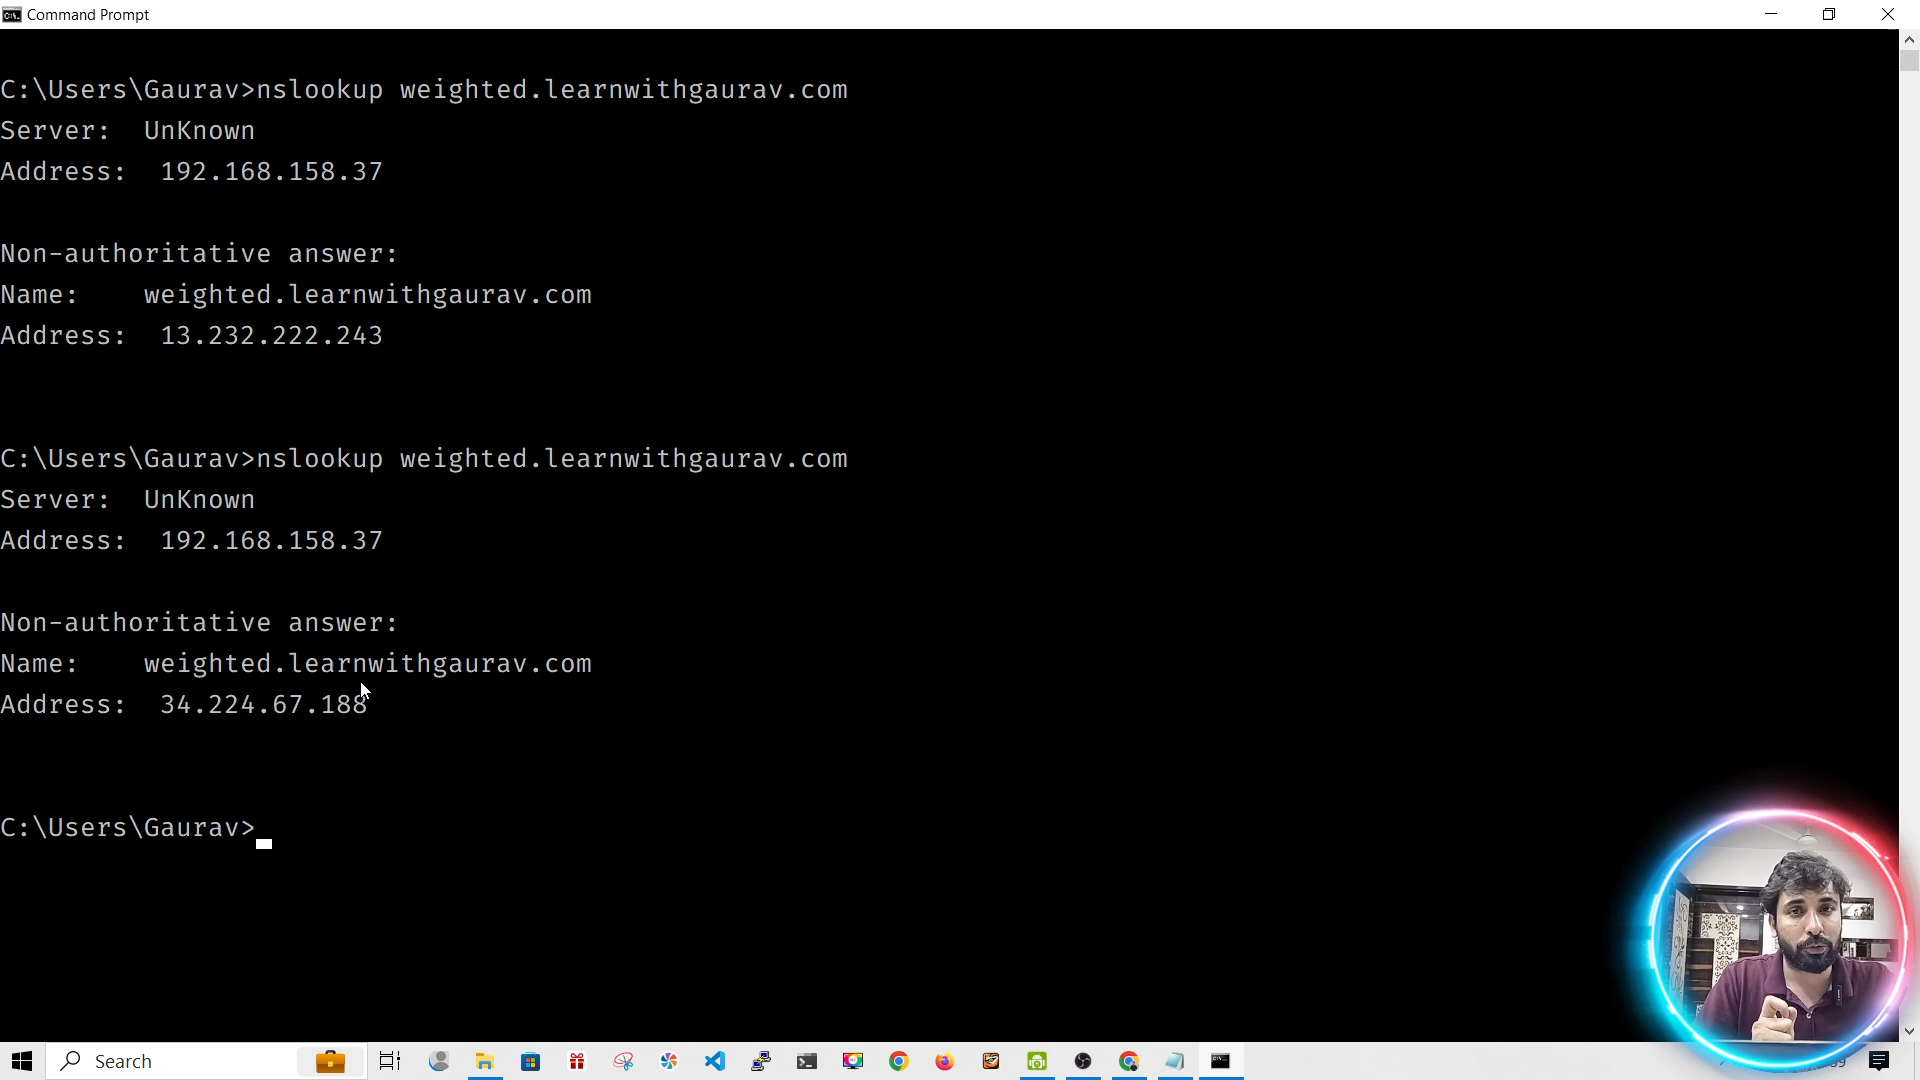 Command Prompt
C:\Users\Gaurav>nslookup weighted.learnwithgaurav.com
Server:  UnKnown
Address:  192.168.158.37
Non-authoritative answer:
Name:    weighted.learnwithgaurav.com
Address:  13.232.222.243
C:\Users\Gaurav>nslookup weighted.learnwithgaurav.com
Server:  UnKnown
Address:  192.168.158.37
Non-authoritative answer:
Name:    weighted.learnwithgaurav.com
Address:  34.224.67.188
C:\Users\Gaurav>
Search